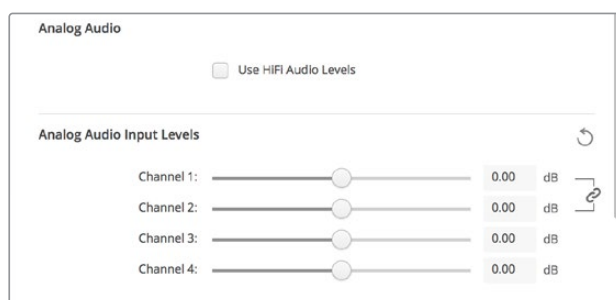 Analog Audio
Use HiFi Audio Levels
Analog Audio Input Levels
Channel 1: 0.00 dB
Channel 2: 0.00 dB
Channel 3: 0.00 dB
Channel 4: 0.00 dB